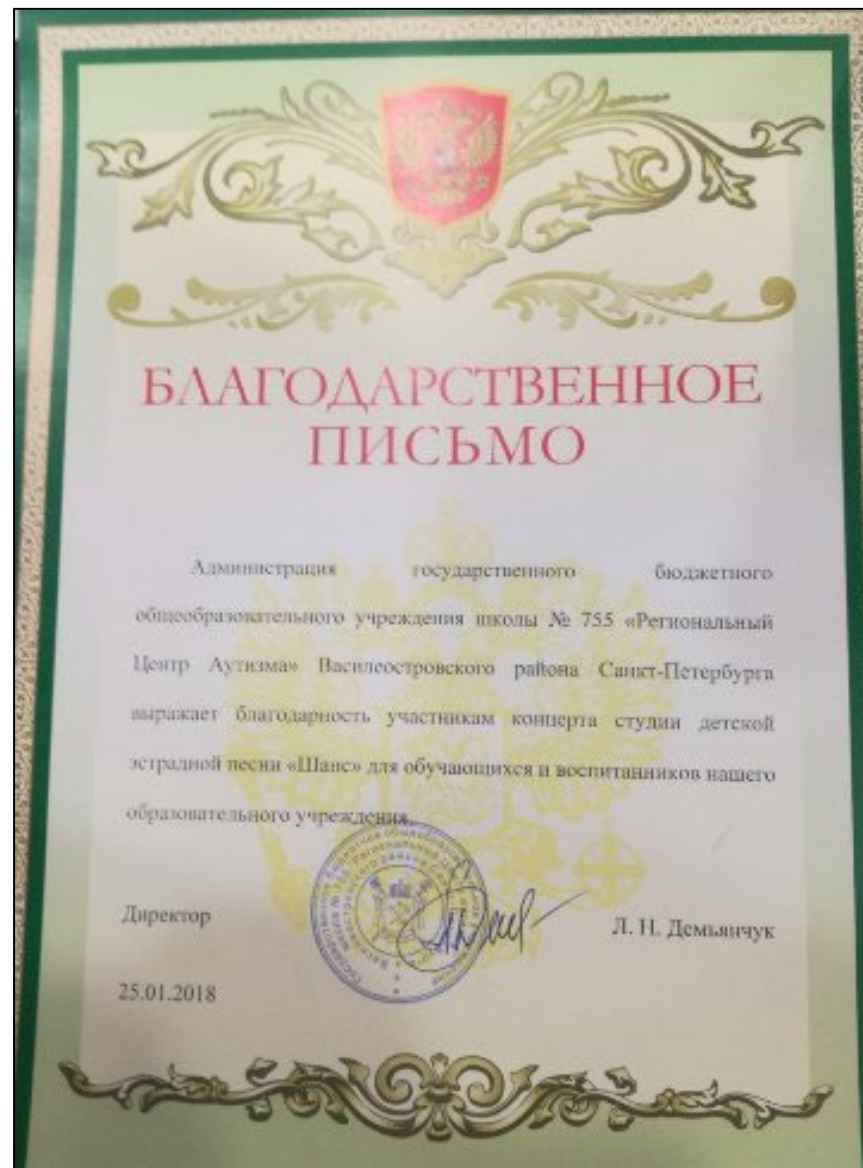 БЛАГОДАРСТВЕННОЕ
ПИСЬМО
Администрация государственного бюджетного
общеобразовательного учреждения школы № 755 «Региональный
Центр Аутизма» Василеостровского района Санкт-Петербурга
выражает благодарность участникам концерта студии детской
эстрадной песни «Шанс» для обучающихся и воспитанников нашего
образовательного учреждения.
Директор
Л. Н. Демьянчук
25.01.2018